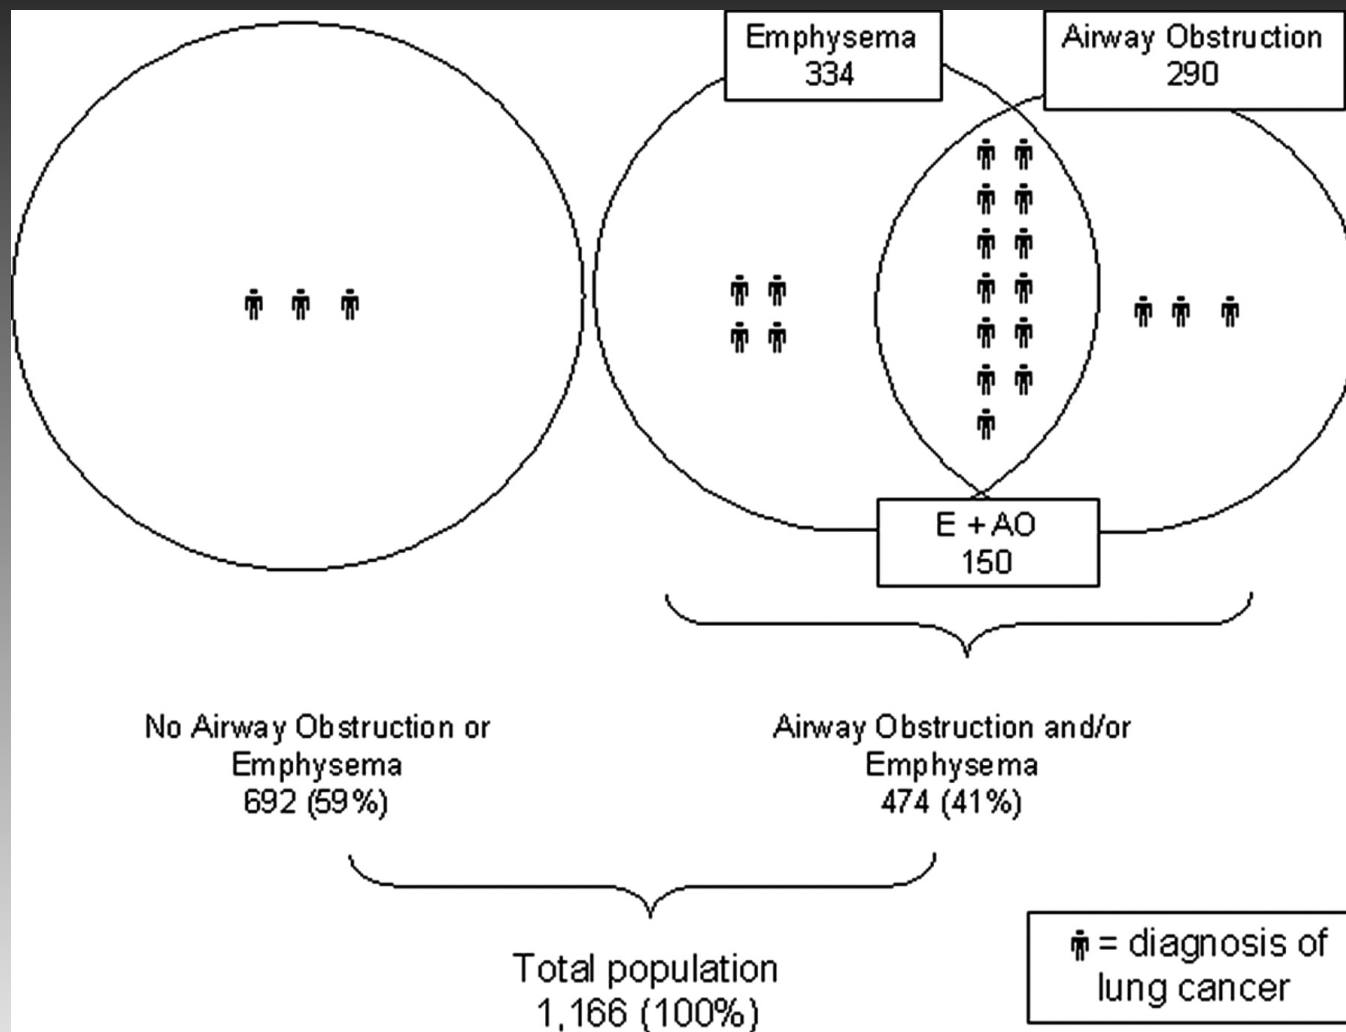 Emphysema
334
Airway Obstruction
290
E + AO
150
No Airway Obstruction or
Emphysema
692 (59%)
Airway Obstruction and/or
Emphysema
474 (41%)
Total population
1,166 (100%)
= diagnosis of
lung cancer